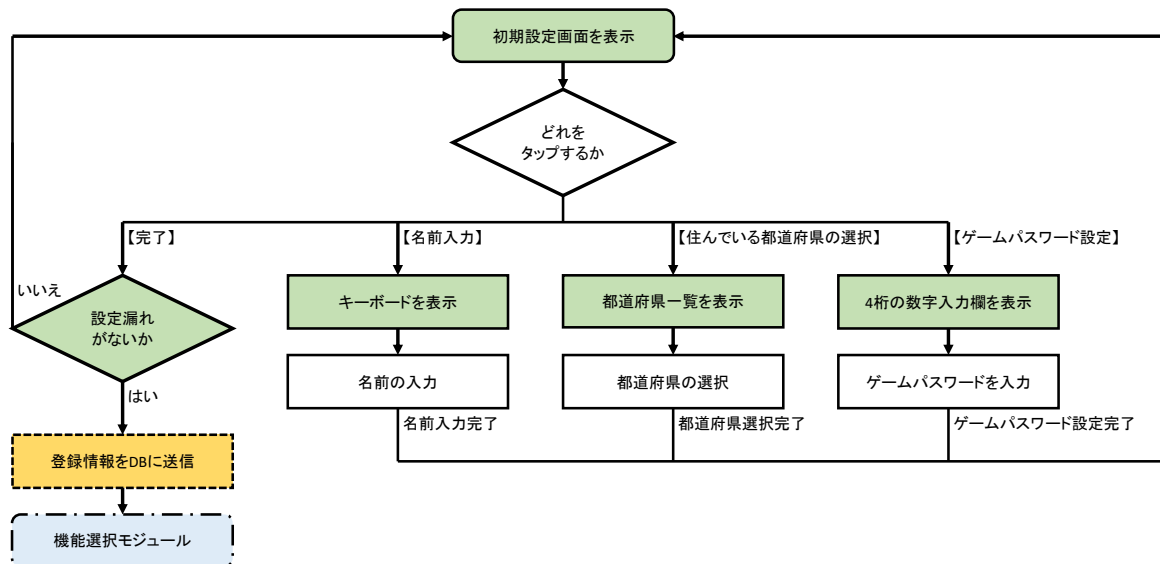 初期設定画面を表示
どれを
タップするか
【完了】
【名前入力】
【住んでいる都道府県の選択】
【ゲームパスワード設定】
いいえ
設定漏れ
がないか
キーボードを表示
都道府県一覧を表示
4桁の数字入力欄を表示
はい
名前の入力
都道府県の選択
ゲームパスワードを入力
名前入力完了
都道府県選択完了
ゲームパスワード設定完了
登録情報をDBに送信
機能選択モジュール